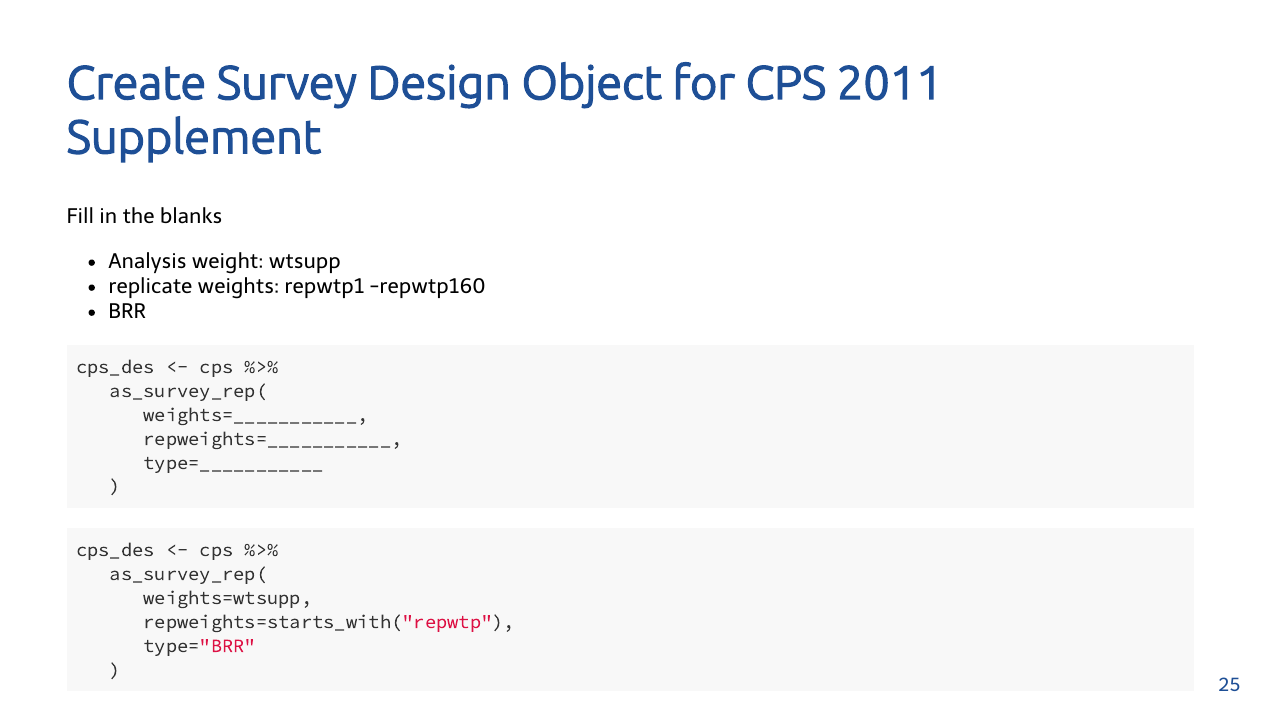 Create Survey Design Object for CPS 2011
Supplement
Fill in the blanks
• Analysis weight: wtsupp
• replicate weights: repwtp1 -repwtp160
• BRR
cps_des <- cps %>%
   as_survey_rep(
      weights=___________,
      repweights=___________,
      type=___________
   )
cps_des <- cps %>%
   as_survey_rep(
      weights=wtsupp,
      repweights=starts_with("repwtp"),
      type="BRR"
   )
25